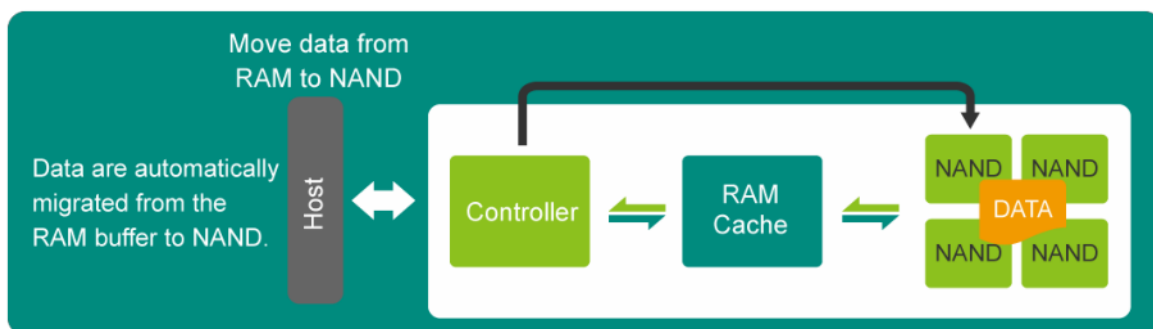 Move data from
RAM to NAND
Data are automatically
migrated from the
RAM buffer to NAND.
Host
Controller
RAM
Cache
NAND
NAND
DATA
NAND
NAND